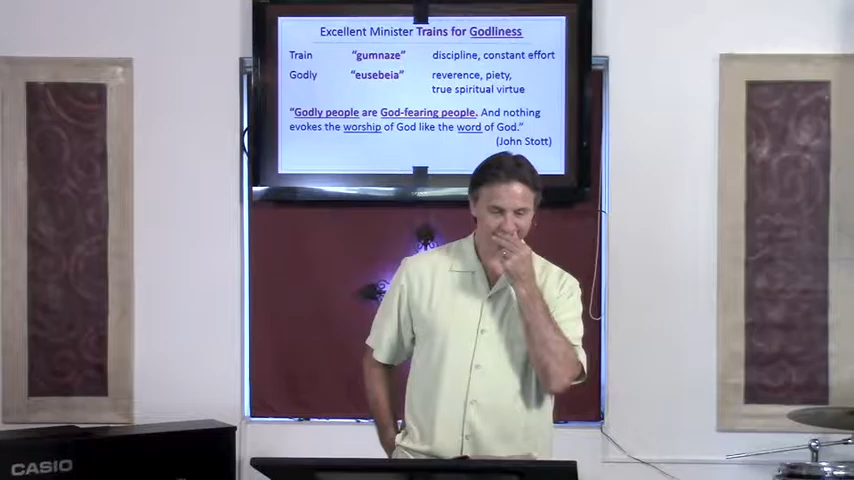 Excellent Minister Trains for Godliness
Train "gumnaze" discipline, constant effort
Godly "eusebeia" reverence, piety,
true spiritual virtue
"Godly people are God-fearing people. And nothing
evokes the worship of God like the word of God."
(John Stott)
CASIO